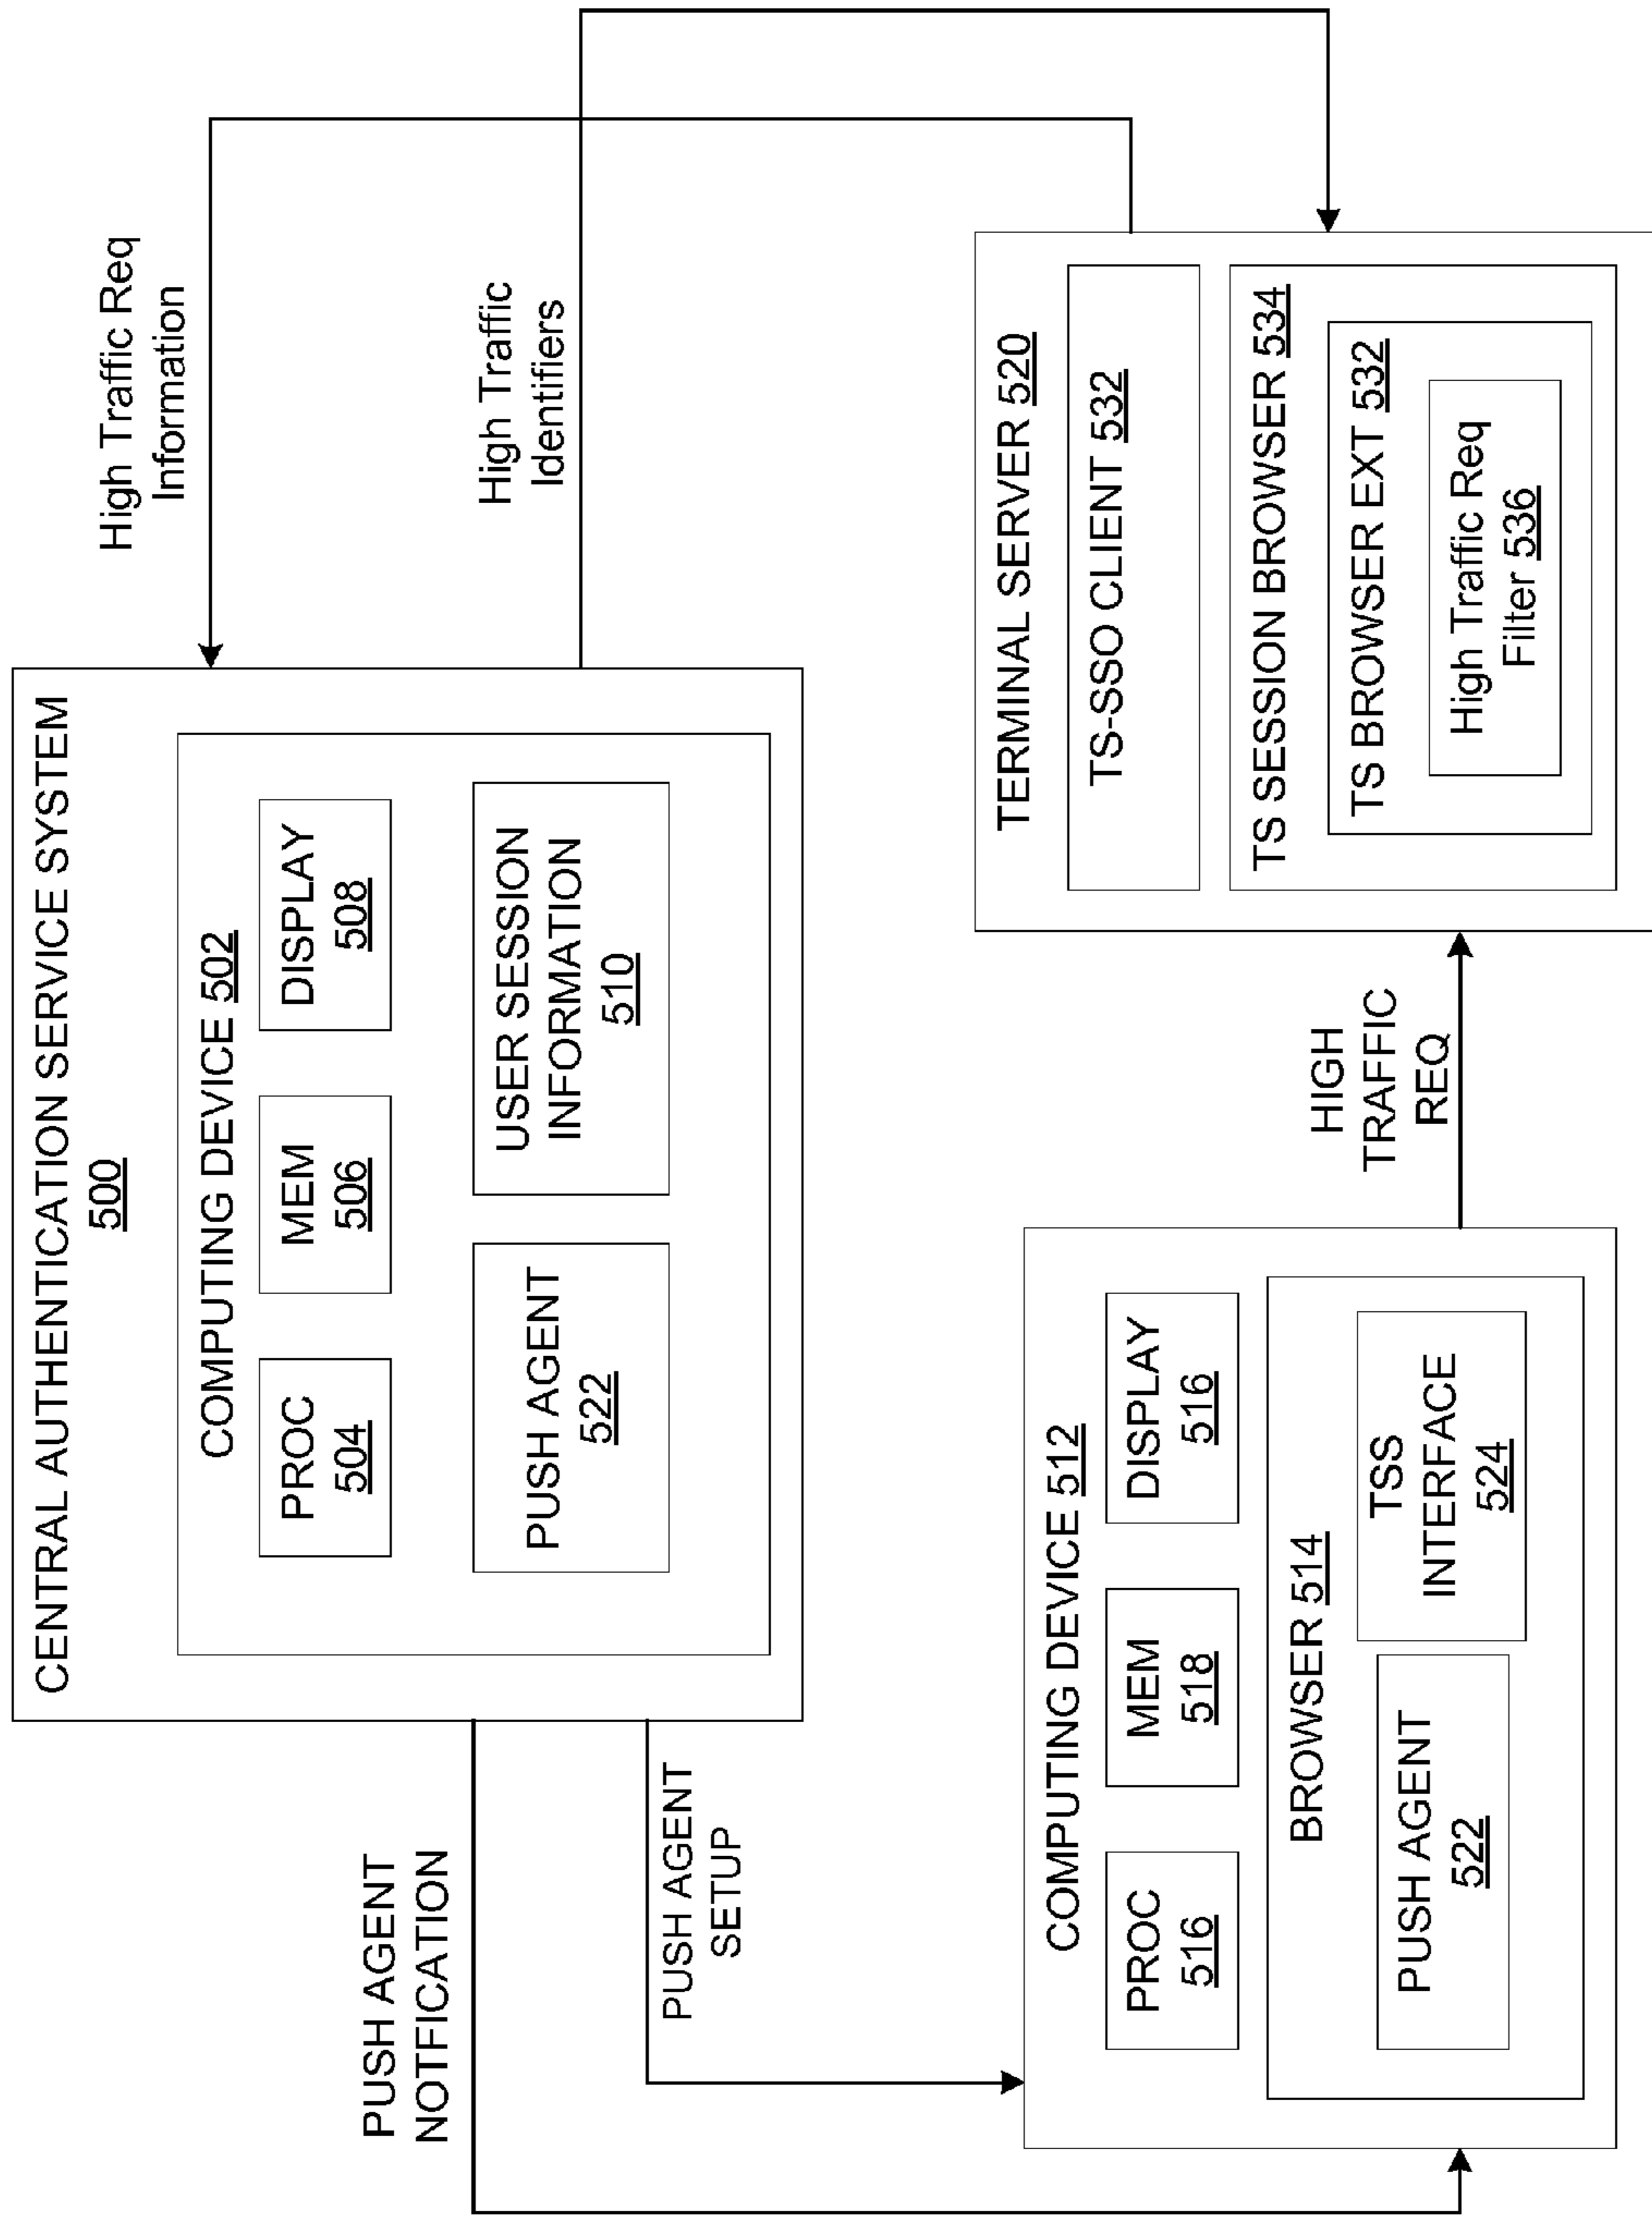 CENTRAL AUTHENTICATION SERVICE SYSTEM
500
COMPUTING DEVICE 502
PROC
504
MEM
506
DISPLAY
508
PUSH AGENT
522
USER SESSION
INFORMATION
510
High Traffic Req
Information
High Traffic
Identifiers
PUSH AGENT
NOTFICATION
PUSH AGENT
SETUP
COMPUTING DEVICE 512
PROC
516
MEM
518
DISPLAY
516
BROWSER 514
PUSH AGENT
522
TSS
INTERFACE
524
HIGH
TRAFFIC
REQ
TERMINAL SERVER 520
TS-SSO CLIENT 532
TS SESSION BROWSER 534
TS BROWSER EXT 532
High Traffic Req
Filter 536